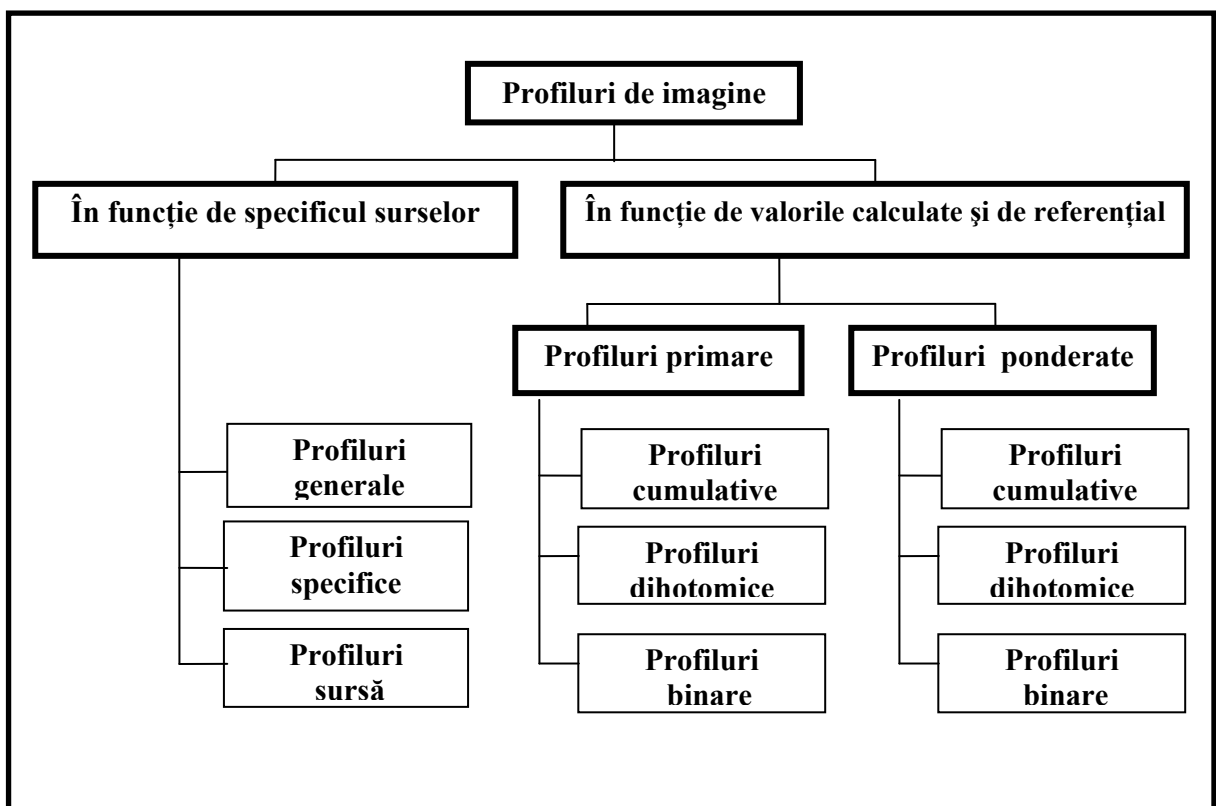 Profiluri de imagine
În funcție de specificul surselor
În funcție de valorile calculate şi de referențial
Profiluri primare
Profiluri ponderate
Profiluri
generale
Profiluri
specifice
Profiluri
sursă
Profiluri
cumulative
Profiluri
dihotomice
Profiluri
binare
Profiluri
cumulative
Profiluri
dihotomice
Profiluri
binare